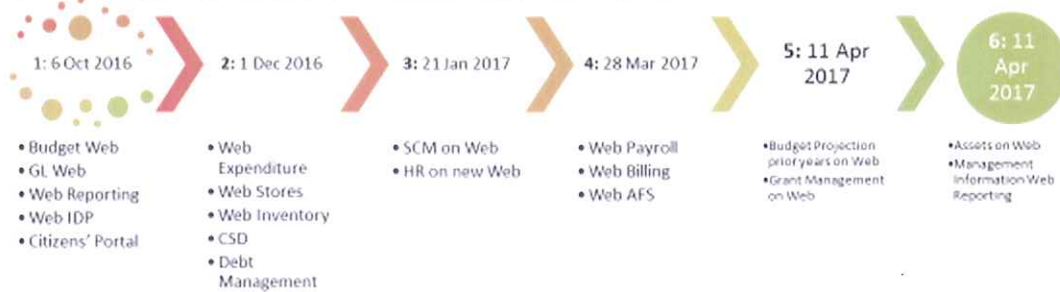 1: 6 Oct 2016
2: 1 Dec 2016
3: 21 Jan 2017
4: 28 Mar 2017
5: 11 Apr
2017
6: 11
Apr
2017
• Budget Web
• GL Web
• Web Reporting
• Web IDP
• Citizens' Portal
• Web
Expenditure
• Web Stores
• Web Inventory
• CSD
• Debt
Management
• SCM on Web
• HR on new Web
• Web Payroll
• Web Billing
• Web AFS
•Budget Projection
prior years on Web
•Grant Management
on Web
•Assets on Web
•Management
Information Web
Reporting